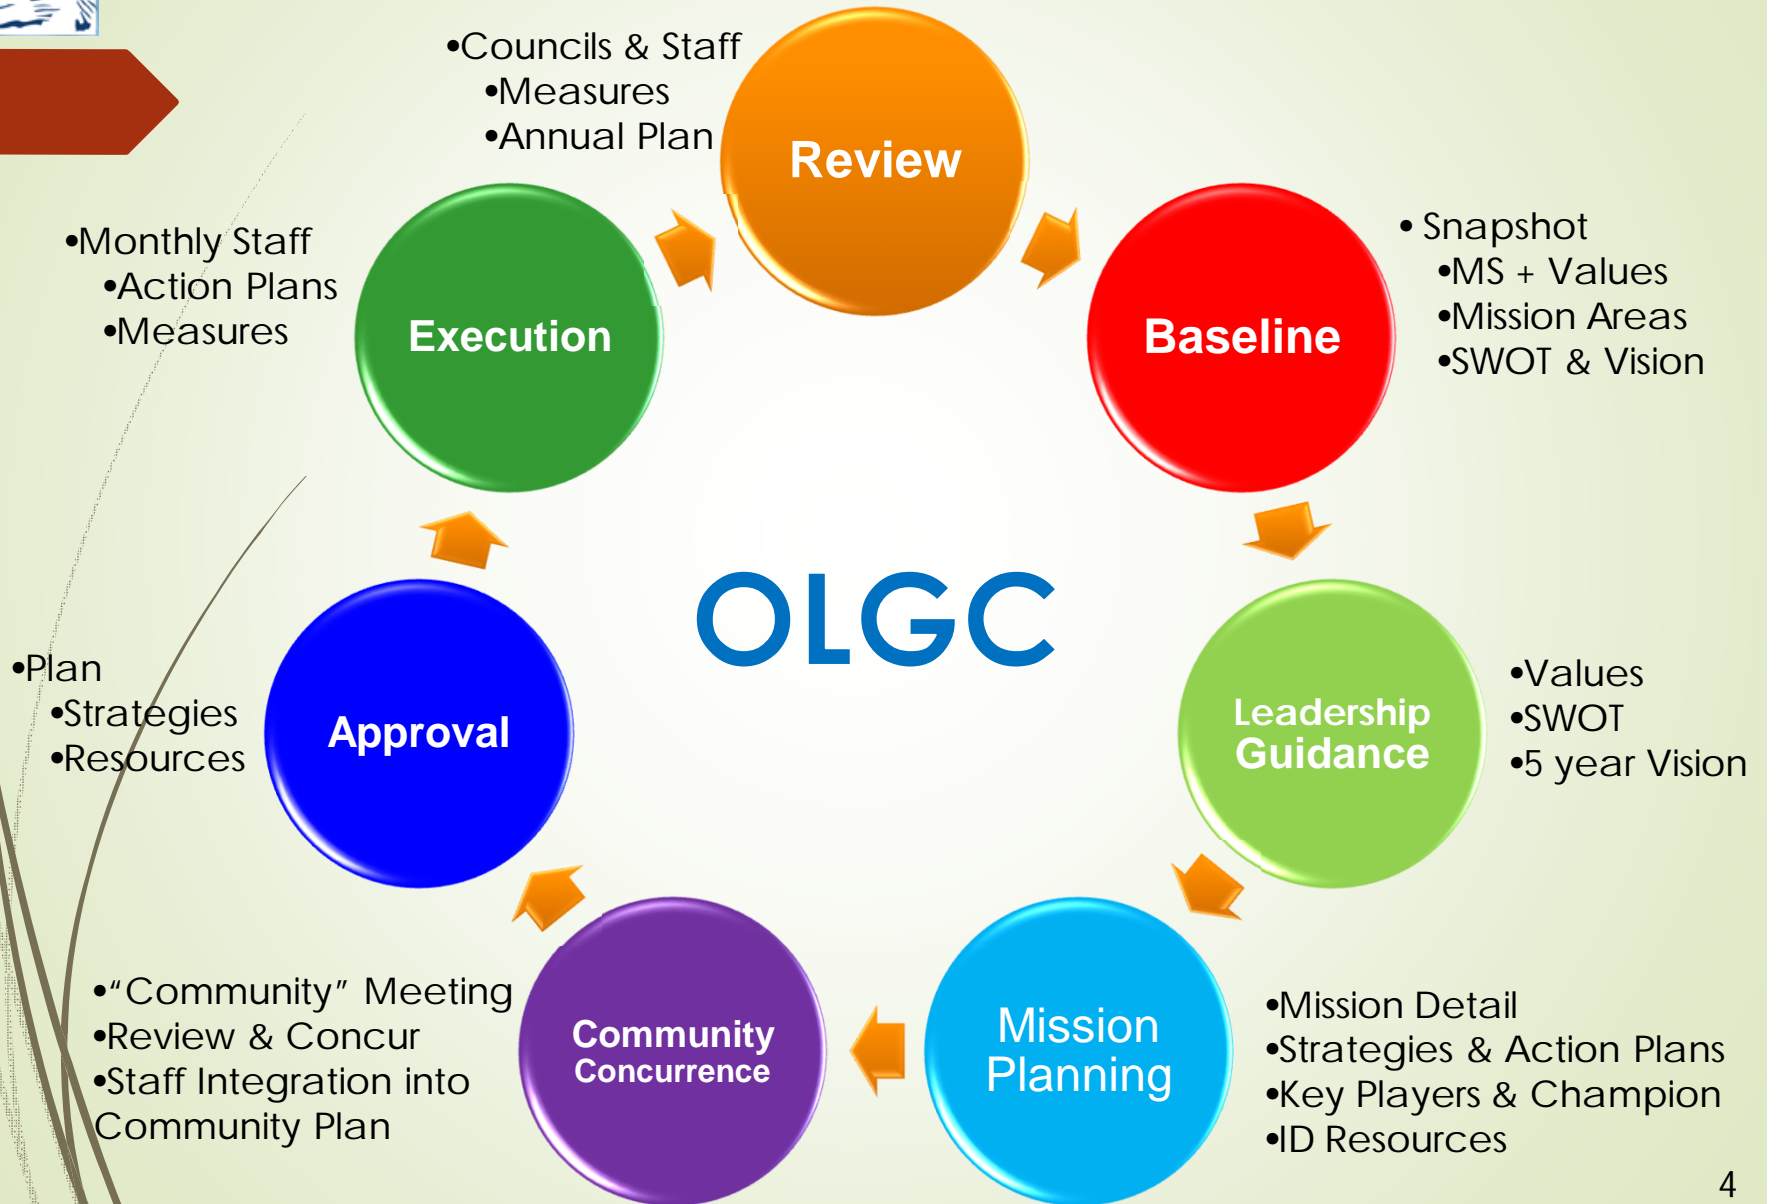 •Councils & Staff
•Measures
•Annual Plan
Review
•Monthly Staff
•Action Plans
•Measures
Execution
Baseline
• Snapshot
•MS + Values
•Mission Areas
•SWOT & Vision
OLGC
•Plan
•Strategies
•Resources
Approval
Leadership
Guidance
•Values
•SWOT
•5 year Vision
•“Community” Meeting
•Review & Concur
•Staff Integration into
Community Plan
Community
Concurrence
Mission
Planning
•Mission Detail
•Strategies & Action Plans
•Key Players & Champion
•ID Resources
4